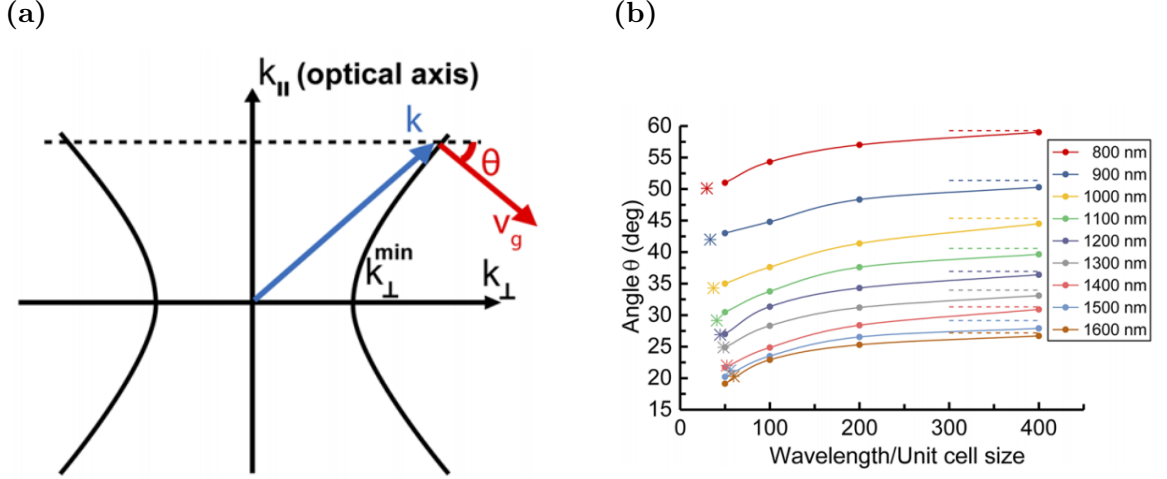 (a)
k|| (optical axis)
k
θ
vg
k⊥min
k⊥
(b)
60
55
50
45
40
35
30
25
20
15
0
100
200
300
400
Angle θ (deg)
Wavelength/Unit cell size
800 nm
900 nm
1000 nm
1100 nm
1200 nm
1300 nm
1400 nm
1500 nm
1600 nm